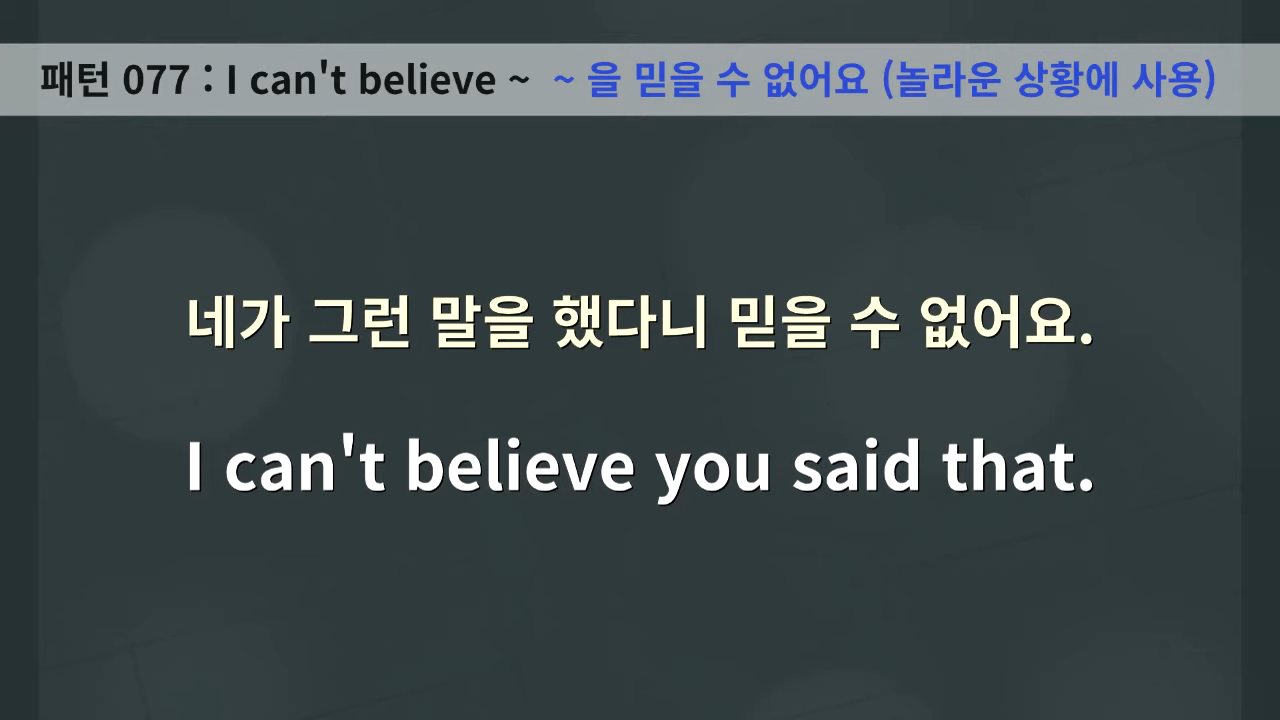 패턴 077 : I can't believe ~ ~ 을 믿을 수 없어요 (놀라운 상황에 사용)
네가 그런 말을 했다니 믿을 수 없어요.
I can't believe you said that.